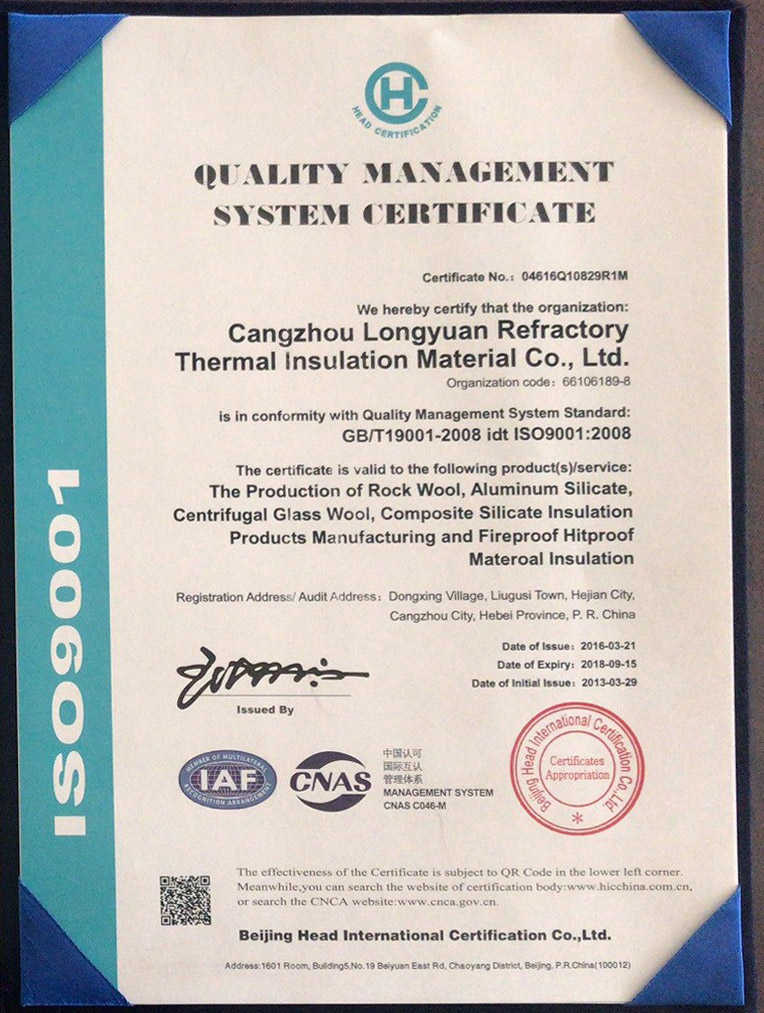 HC
HEAD CERTIFICATION
QUALITY MANAGEMENT
SYSTEM CERTIFICATE
Certificate No.: 04616Q10829R1M
We hereby certify that the organization:
Cangzhou Longyuan Refractory
Thermal Insulation Material Co., Ltd.
Organization code: 66106189-8
is in conformity with Quality Management System Standard:
GB/T19001-2008 idt ISO9001:2008
The certificate is valid to the following product(s)/service:
The Production of Rock Wool, Aluminum Silicate,
Centrifugal Glass Wool, Composite Silicate Insulation
Products Manufacturing and Fireproof Hitproof
Materoal Insulation
Registration Address/ Audit Address: Dongxing Village, Liugusi Town, Hejian City,
Cangzhou City, Hebei Province, P. R. China
Date of Issue: 2016-03-21
Date of Expiry: 2018-09-15
Date of Initial Issue: 2013-03-29
Issued By
ISO9001
MEMBER OF MULTILATERAL
IAF
RECOGNITION ARRANGEMENT
CNAS
中国认可
国际互认
管理体系
MANAGEMENT SYSTEM
CNAS C046-M
Beijing Head International Certification Co.,Ltd.
Certificates
Appropriation
The effectiveness of the Certificate is subject to QR Code in the lower left corner.
Meanwhile,you can search the website of certification body:www.hicchina.com.cn,
or search the CNCA website:www.cnca.gov.cn.
Beijing Head International Certification Co.,Ltd.
Address:1601 Room, Building5,No.19 Beiyuan East Rd, Chaoyang District, Beijing, P.R.China(100012)